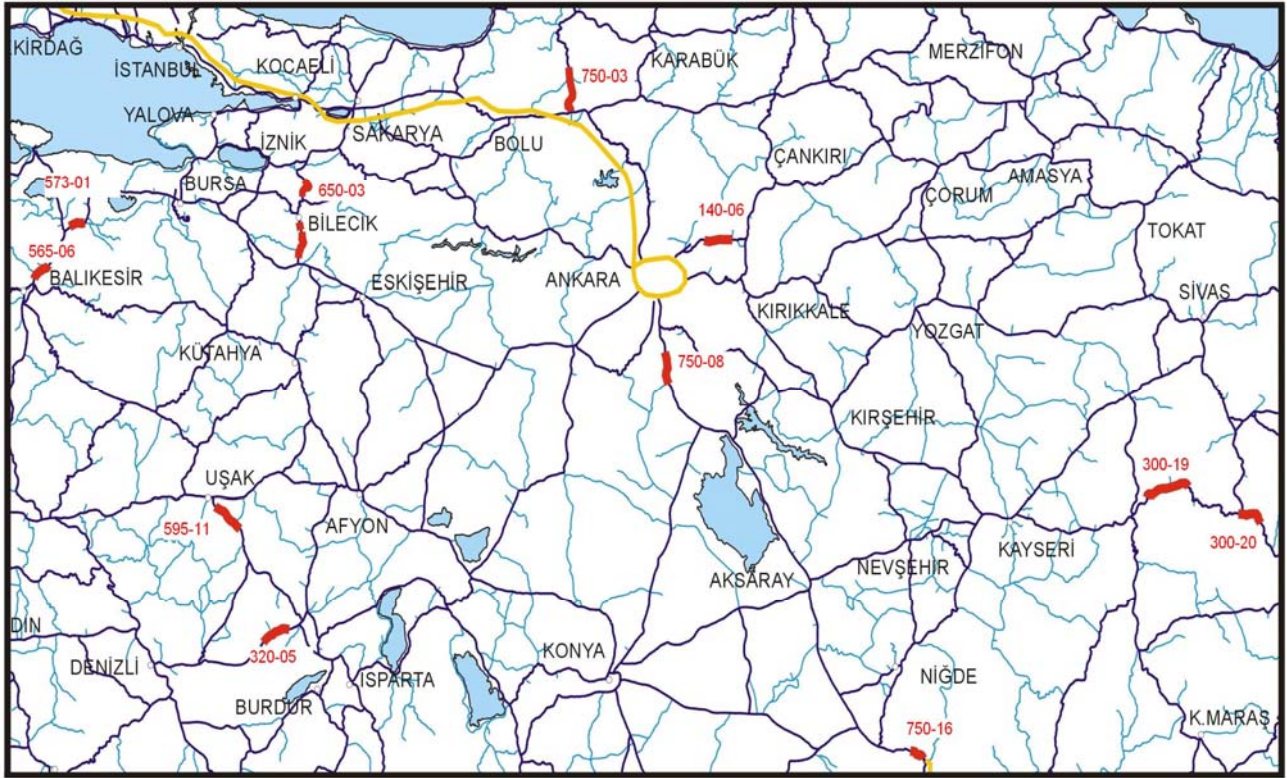 KİRDAĞ
İSTANBUL
KOCAELİ
750-03
KARABÜK
MERZİFON
YALOVA
İZNİK
SAKARYA
BOLU
ÇANKIRI
573-01
BURSA
650-03
ÇORUM
AMASYA
BİLECİK
140-06
TOKAT
565-06
BALIKESİR
ESKİŞEHİR
ANKARA
SİVAS
KIRIKKALE
YOZGAT
KÜTAHYA
750-08
KIRŞEHİR
UŞAK
300-19
595-11
AFYON
300-20
KAYSERİ
AKSARAY
NEVŞEHİR
DIN
320-05
DENİZLİ
KONYA
ISPARTA
NİĞDE
BURDUR
K.MARAŞ
750-16